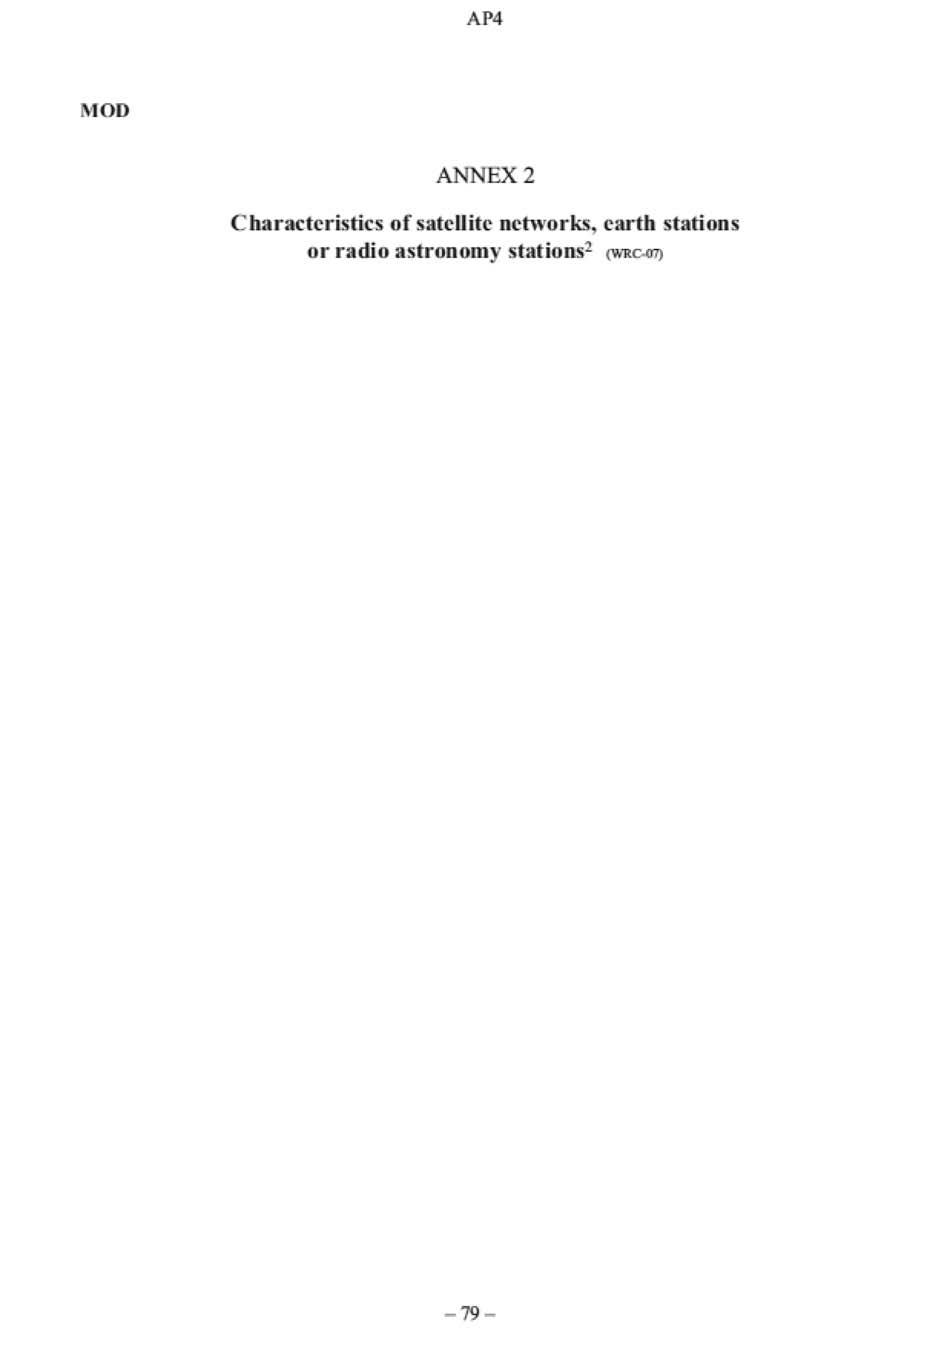 AP4
MOD
ANNEX 2
Characteristics of satellite networks, earth stations
or radio astronomy stations² (WRC-07)
– 79 –